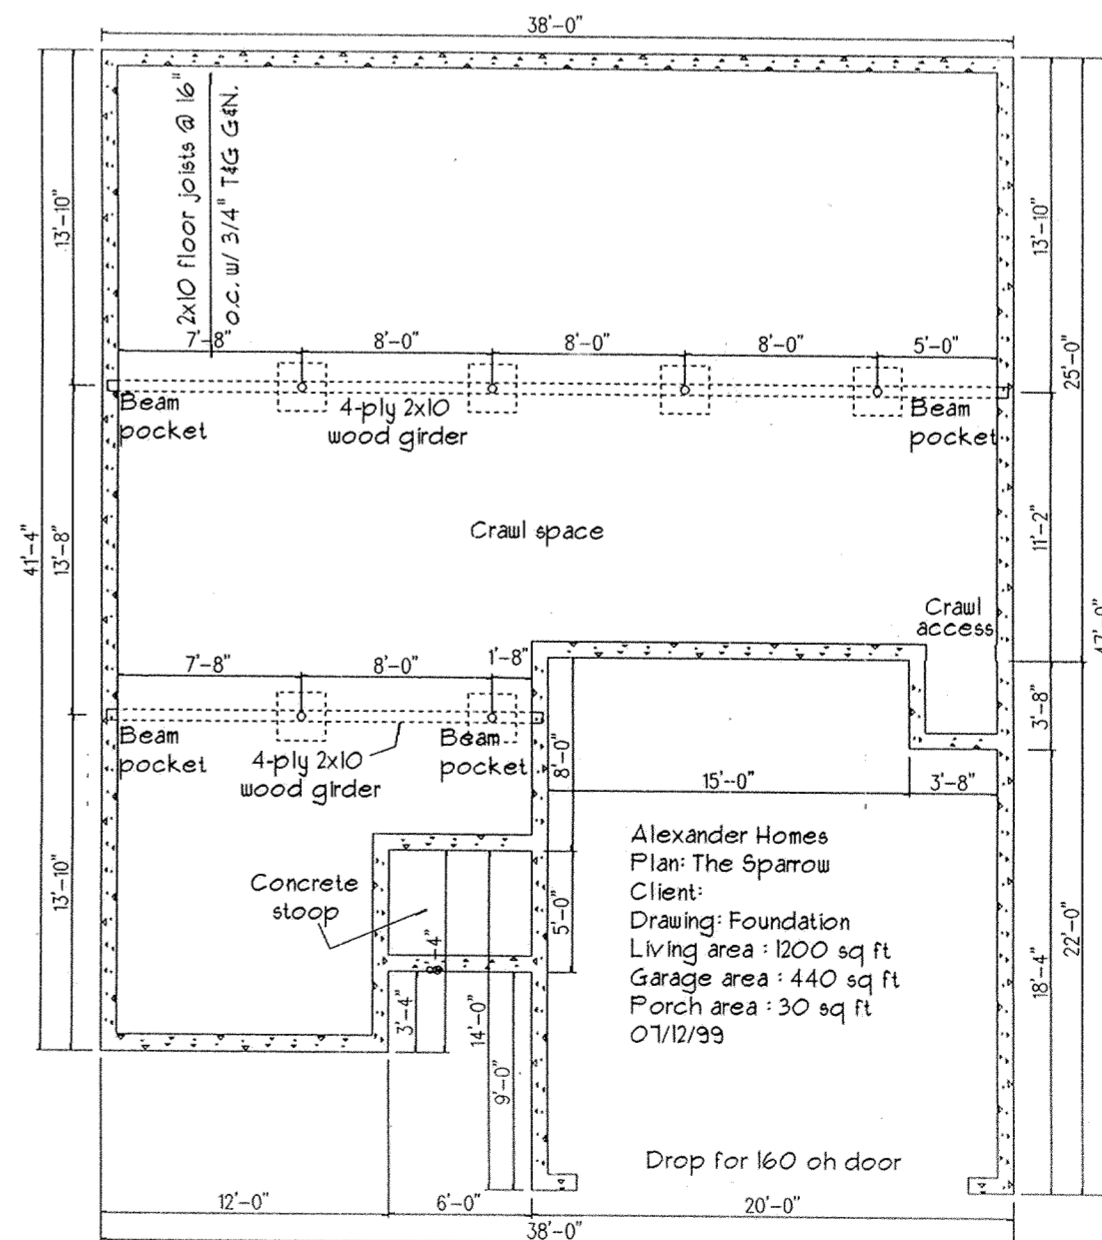 38'-0"
2x10 floor joists @ 16"
o.c. w/ 3/4" T&G G&N.
13'-10"
13'-10"
7'-8"
8'-0"
8'-0"
8'-0"
5'-0"
25'-0"
Beam
pocket
4-ply 2x10
wood girder
Beam
pocket
41'-4"
13'-8"
Crawl space
11'-2"
Crawl
access
7'-8"
8'-0"
1'-8"
3'-8"
Beam
pocket
4-ply 2x10
wood girder
Beam
pocket
8'-0"
15'-0"
3'-8"
13'-10"
Concrete
stoop
5'-0"
Alexander Homes
Plan: The Sparrow
Client:
Drawing: Foundation
Living area : 1200 sq ft
Garage area : 440 sq ft
Porch area : 30 sq ft
07/12/99
22'-0"
18'-4"
8'-4"
3'-4"
14'-0"
9'-0"
Drop for 160 oh door
12'-0"
6'-0"
20'-0"
38'-0"